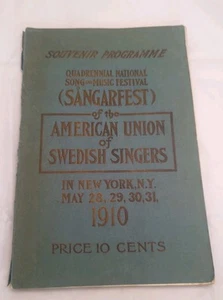 SOUVENIR PROGRAMME
QUADRENNIAL NATIONAL
SONG AND MUSIC FESTIVAL
(SÅNGARFEST)
of the
AMERICAN UNION
of
SWEDISH SINGERS
IN NEW YORK, N.Y.
MAY 28, 29, 30, 31.
1910
PRICE 10 CENTS